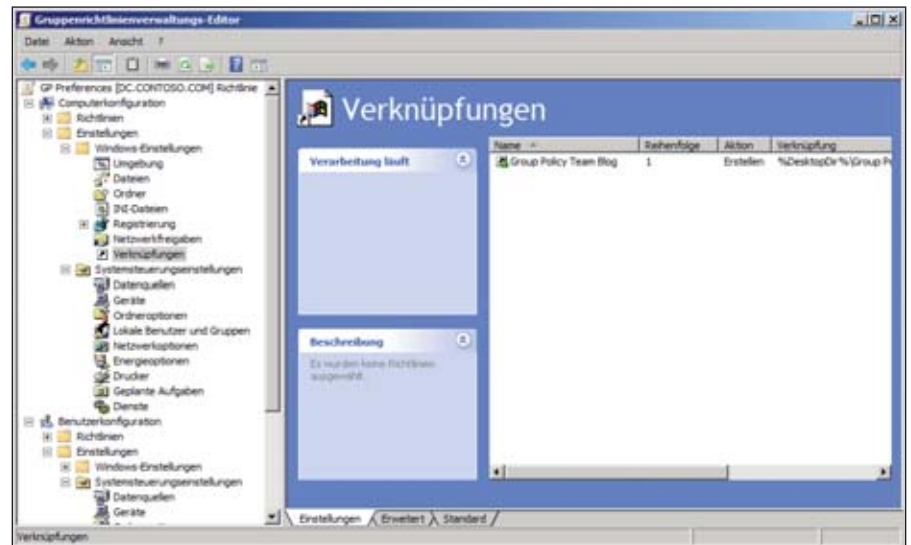 Gruppenrichtlinienverwaltungs-Editor
Datei Aktion Ansicht ?
GP Preferences [DC.CONTOSO.COM] Richtlinie
Computerkonfiguration
Richtlinien
Einstellungen
Windows-Einstellungen
Umgebung
Dateien
Ordner
INI-Dateien
Registrierung
Netzwerkfreigaben
Verknüpfungen
Systemsteuerungseinstellungen
Datenquellen
Geräte
Ordneroptionen
Lokale Benutzer und Gruppen
Netzwerkoptionen
Energieoptionen
Drucker
Geplante Aufgaben
Dienste
Benutzerkonfiguration
Richtlinien
Einstellungen
Windows-Einstellungen
Systemsteuerungseinstellungen
Datenquellen
Geräte
Verknüpfungen
Verarbeitung läuft
Beschreibung
Es wurden keine Richtlinien
ausgewählt.
Name Reihenfolge Aktion Verknüpfung
Group Policy Team Blog 1 Erstellen %DesktopDir%\Group P
Einstellungen Erweitert Standard
Verknüpfungen